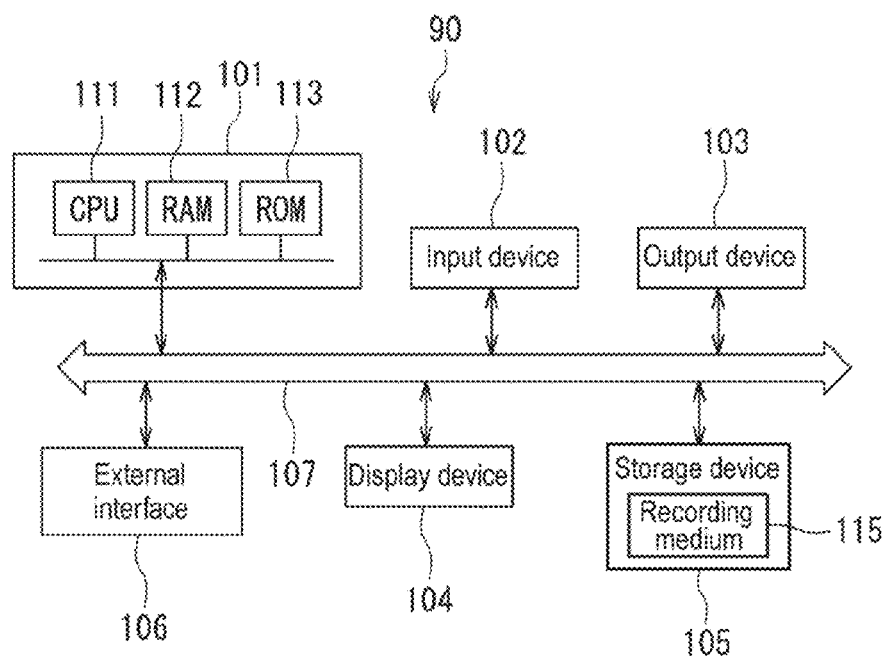 90
101
111
112
113
102
103
CPU
RAM
ROM
Input device
Output device
External
interface
107
Display device
Storage device
Recording
medium
115
106
104
105